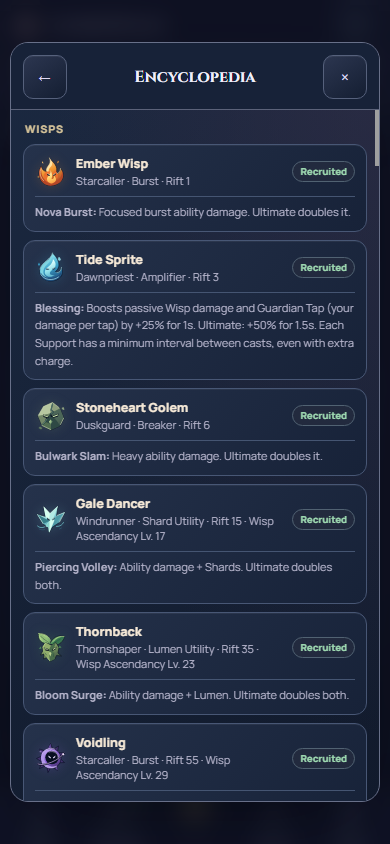 ←
Encyclopedia
×
WISPS
Ember Wisp
Starcaller · Burst · Rift 1
Recruited
Nova Burst: Focused burst ability damage. Ultimate doubles it.
Tide Sprite
Dawnpriest · Amplifier · Rift 3
Recruited
Blessing: Boosts passive Wisp damage and Guardian Tap (your
damage per tap) by +25% for 1s. Ultimate: +50% for 1.5s. Each
Support has a minimum interval between casts, even with extra
charge.
Stoneheart Golem
Duskguard · Breaker · Rift 6
Recruited
Bulwark Slam: Heavy ability damage. Ultimate doubles it.
Gale Dancer
Windrunner · Shard Utility · Rift 15 · Wisp
Ascendancy Lv. 17
Recruited
Piercing Volley: Ability damage + Shards. Ultimate doubles
both.
Thornback
Thornshaper · Lumen Utility · Rift 35 ·
Wisp Ascendancy Lv. 23
Recruited
Bloom Surge: Ability damage + Lumen. Ultimate doubles both.
Voidling
Starcaller · Burst · Rift 55 · Wisp
Ascendancy Lv. 29
Recruited